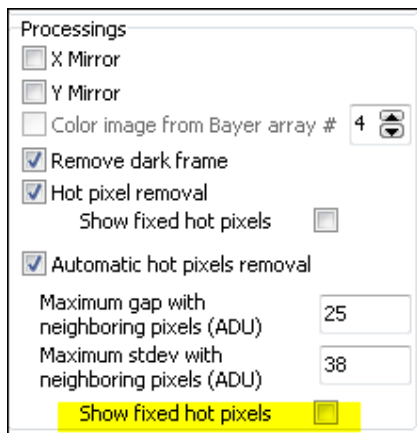 Processings
X Mirror
Y Mirror
Color image from Bayer array # 4
Remove dark frame
Hot pixel removal
Show fixed hot pixels
Automatic hot pixels removal
Maximum gap with
neighboring pixels (ADU) 25
Maximum stdev with
neighboring pixels (ADU) 38
Show fixed hot pixels